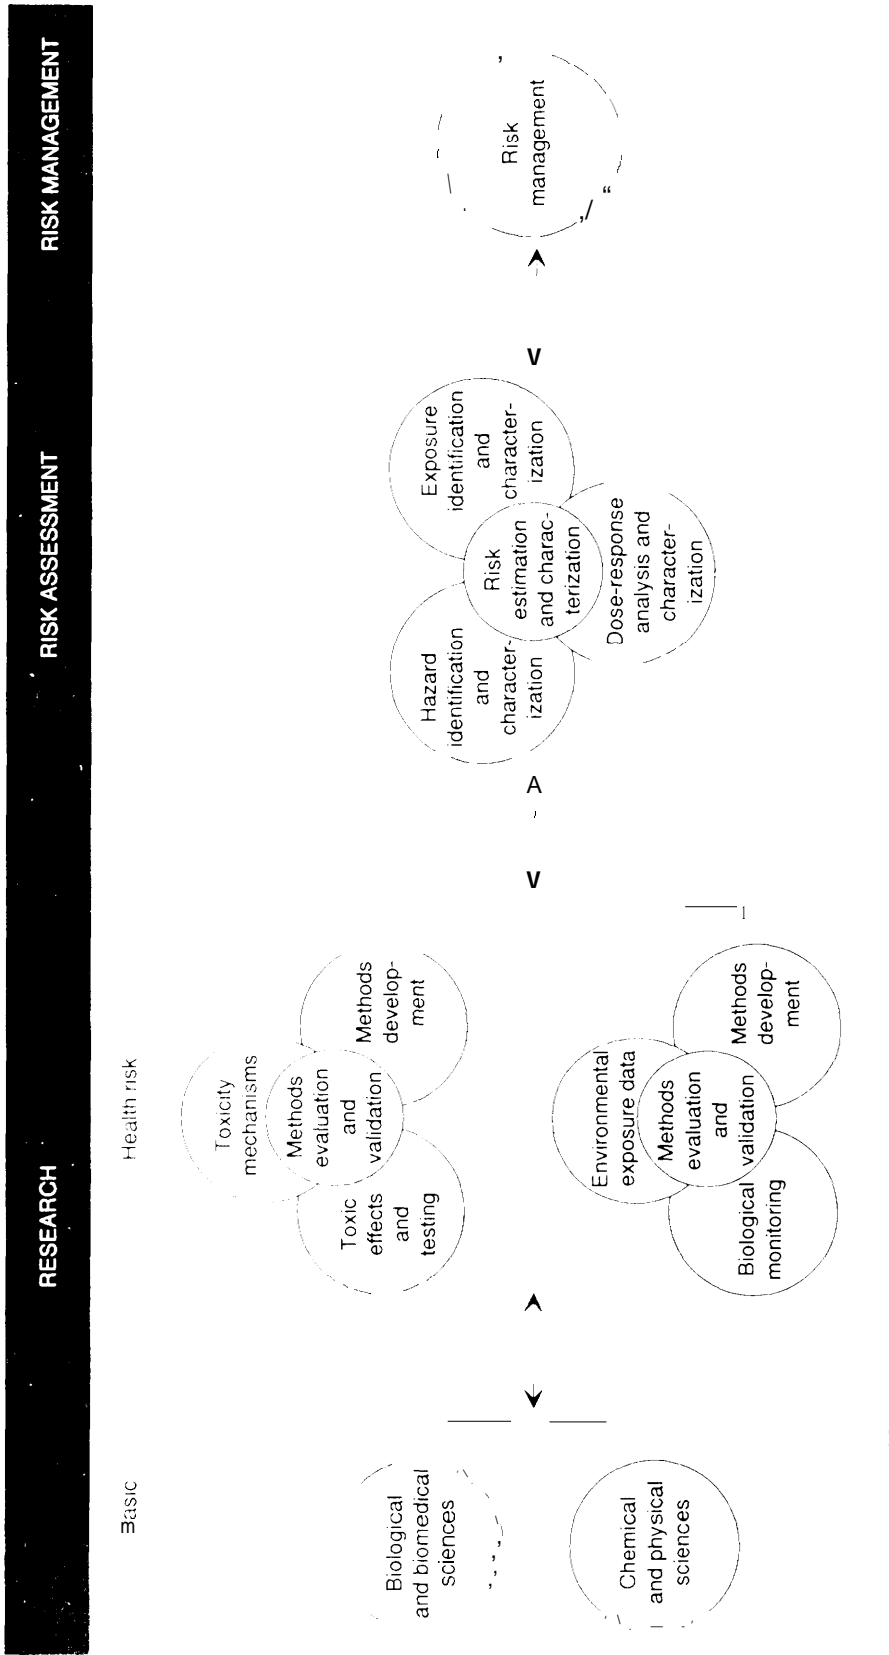 RESEARCH
RISK ASSESSMENT
RISK MANAGEMENT
Basic
Health risk
Biological
and biomedical
sciences
Chemical
and physical
sciences
Toxicity
mechanisms
Methods
evaluation
and
validation
Toxic
effects
and
testing
Methods
develop-
ment
Environmental
exposure data
Methods
evaluation
and
validation
Biological
monitoring
Methods
develop-
ment
Hazard
identification
and
character-
ization
Exposure
identification
and
character-
ization
Risk
estimation
and charac-
terization
Dose-response
analysis and
character-
ization
Risk
management